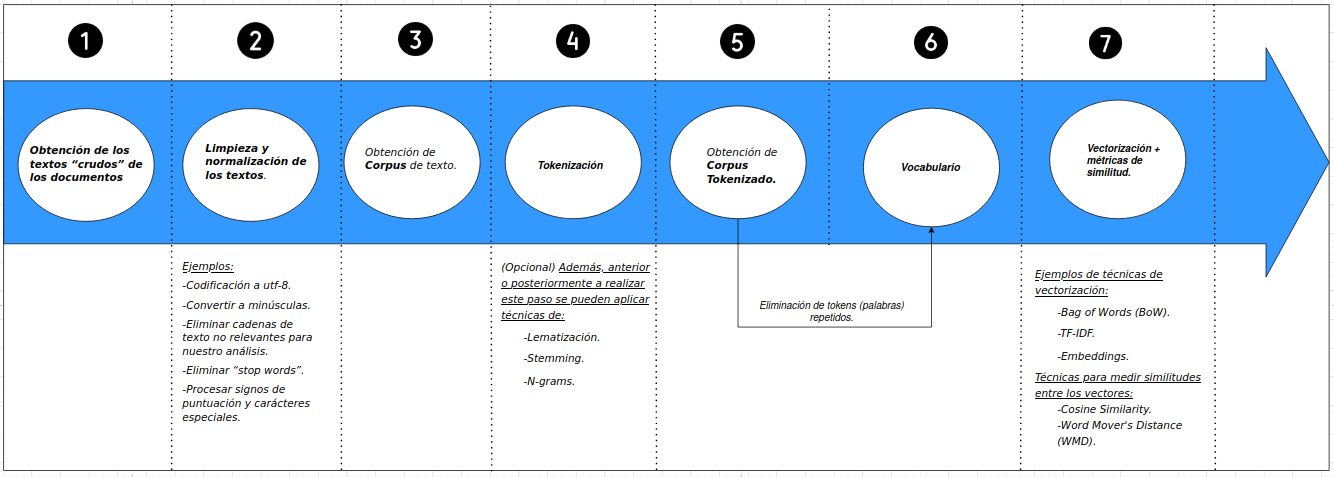 1
2
3
4
5
6
7
Obtención de los
textos “crudos” de
los documentos
Limpieza y
normalización de
los textos.
Obtención de
Corpus de texto.
Tokenización
Obtención de
Corpus
Tokenizado.
Vocabulario
Vectorización +
métricas de
similitud.
Ejemplos:
-Codificación a utf-8.
-Convertir a minúsculas.
-Eliminar cadenas de
texto no relevantes para
nuestro análisis.
-Eliminar “stop words”.
-Procesar signos de
puntuación y carácteres
especiales.
(Opcional) Además, anterior
o posteriormente a realizar
este paso se pueden aplicar
técnicas de:
-Lematización.
-Stemming.
-N-grams.
Eliminación de tokens (palabras)
repetidos.
Ejemplos de técnicas de
vectorización:
-Bag of Words (BoW).
-TF-IDF.
-Embeddings.
Técnicas para medir similitudes
entre los vectores:
-Cosine Similarity.
-Word Mover's Distance
(WMD).